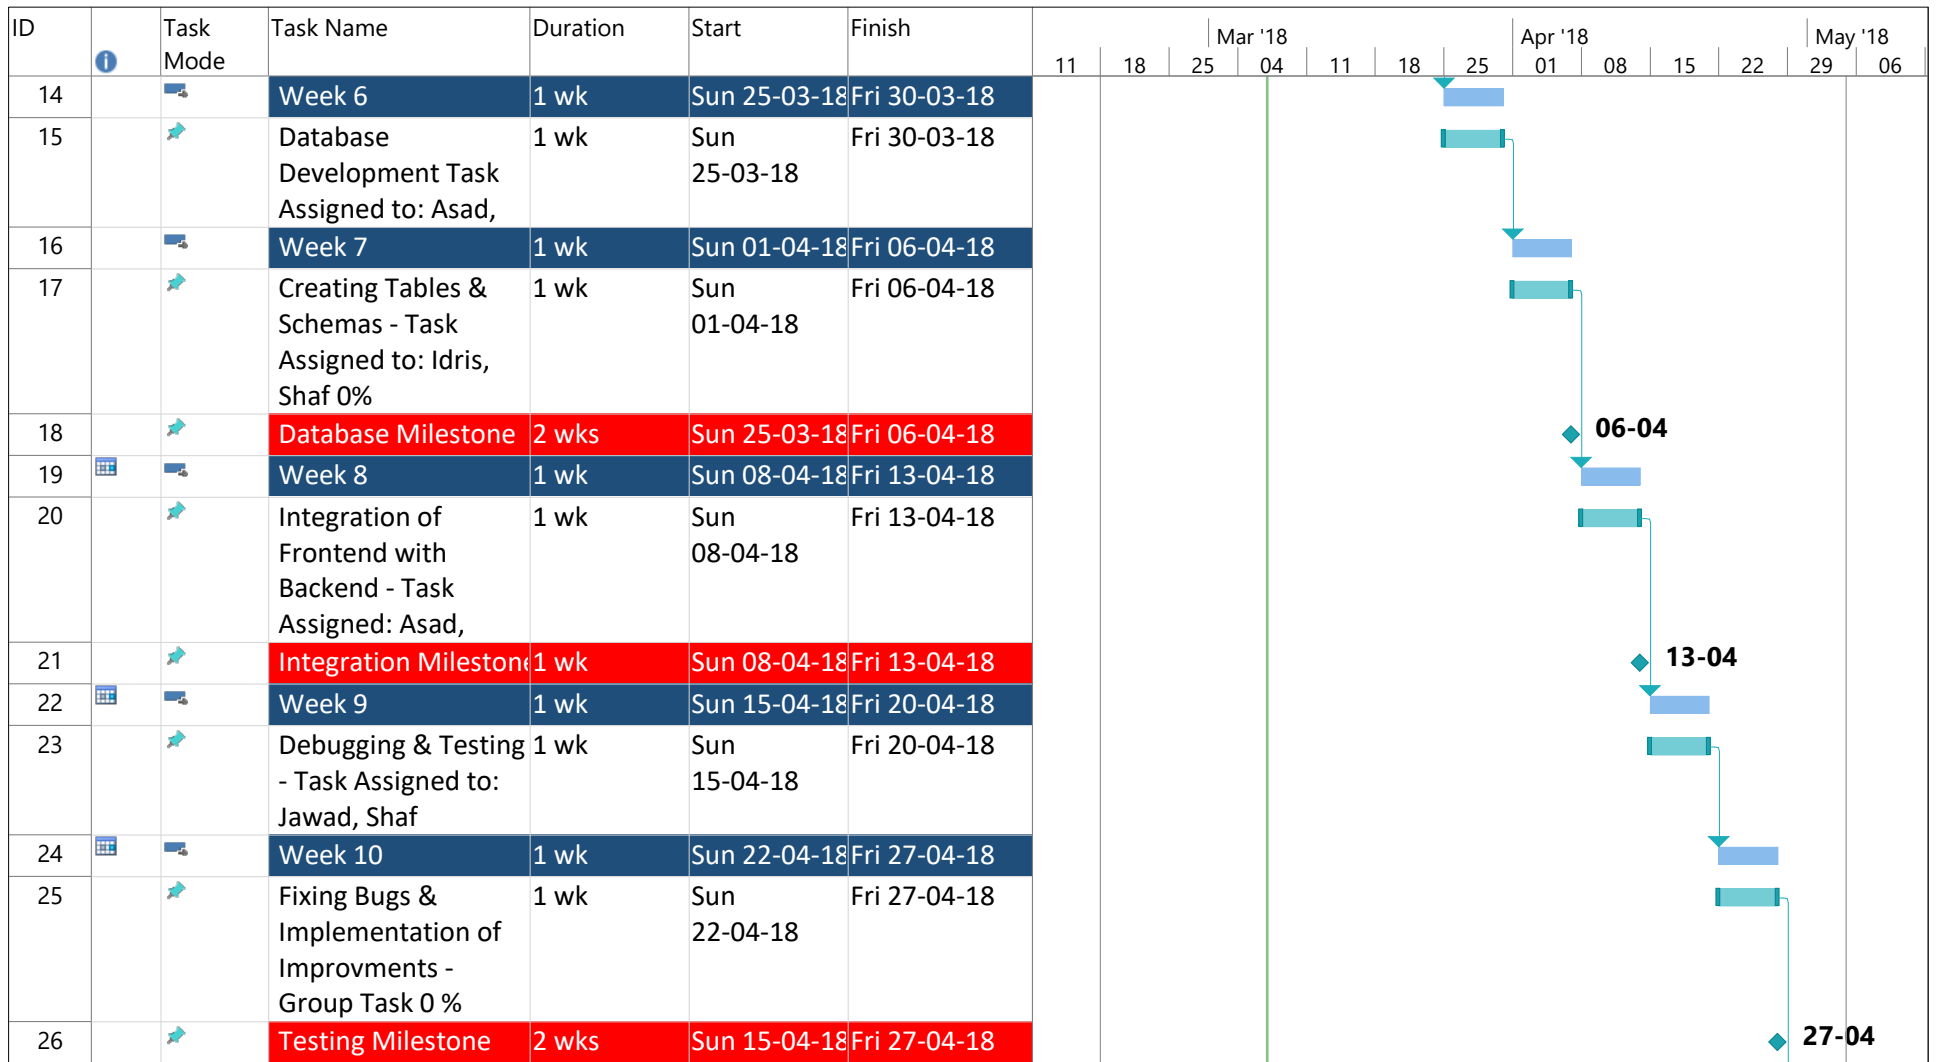 ID Task Mode Task Name Duration Start Finish
Mar '18 Apr '18 May '18
11 18 25 04 11 18 25 01 08 15 22 29 06
14 Week 6 1 wk Sun 25-03-18 Fri 30-03-18
15 Database 1 wk Sun Fri 30-03-18
Development Task 25-03-18
Assigned to: Asad,
16 Week 7 1 wk Sun 01-04-18 Fri 06-04-18
17 Creating Tables & 1 wk Sun Fri 06-04-18
Schemas - Task 01-04-18
Assigned to: Idris,
Shaf 0%
18 Database Milestone 2 wks Sun 25-03-18 Fri 06-04-18 06-04
19 Week 8 1 wk Sun 08-04-18 Fri 13-04-18
20 Integration of 1 wk Sun Fri 13-04-18
Frontend with 08-04-18
Backend - Task
Assigned: Asad,
21 Integration Milestone 1 wk Sun 08-04-18 Fri 13-04-18 13-04
22 Week 9 1 wk Sun 15-04-18 Fri 20-04-18
23 Debugging & Testing 1 wk Sun Fri 20-04-18
- Task Assigned to: 15-04-18
Jawad, Shaf
24 Week 10 1 wk Sun 22-04-18 Fri 27-04-18
25 Fixing Bugs & 1 wk Sun Fri 27-04-18
Implementation of 22-04-18
Improvments -
Group Task 0 %
26 Testing Milestone 2 wks Sun 15-04-18 Fri 27-04-18 27-04